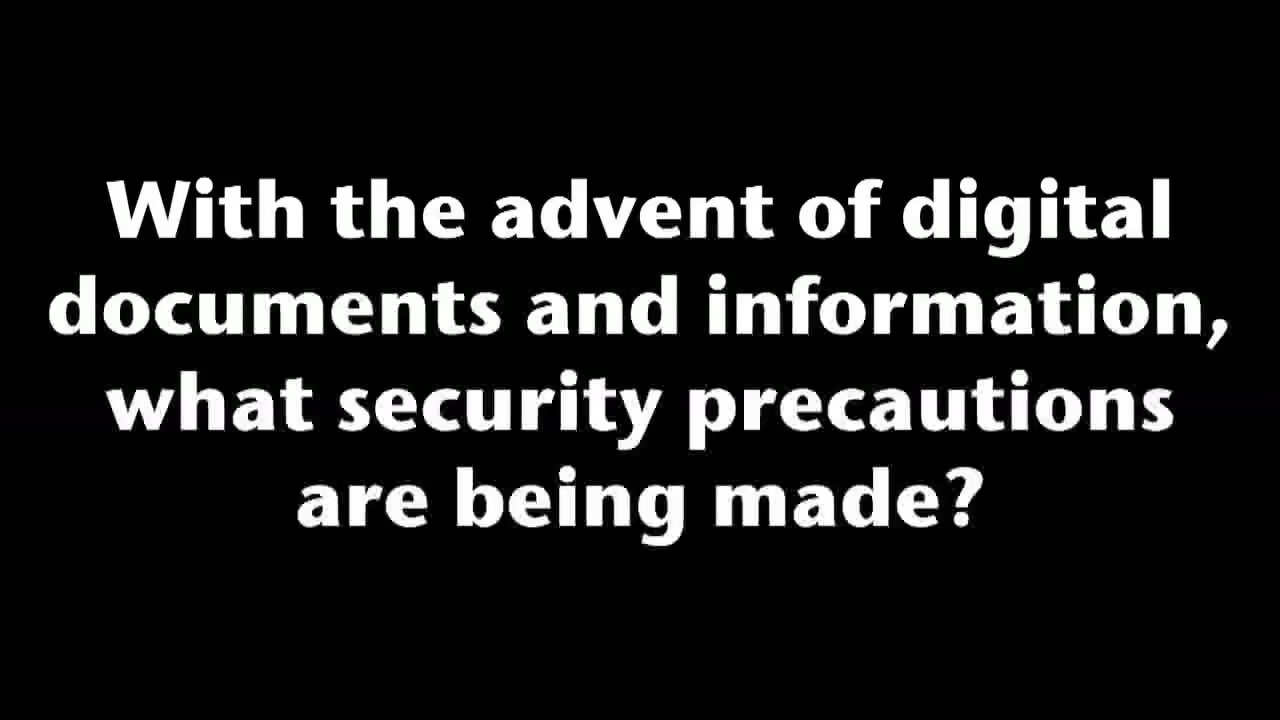 With the advent of digital
documents and information,
what security precautions
are being made?